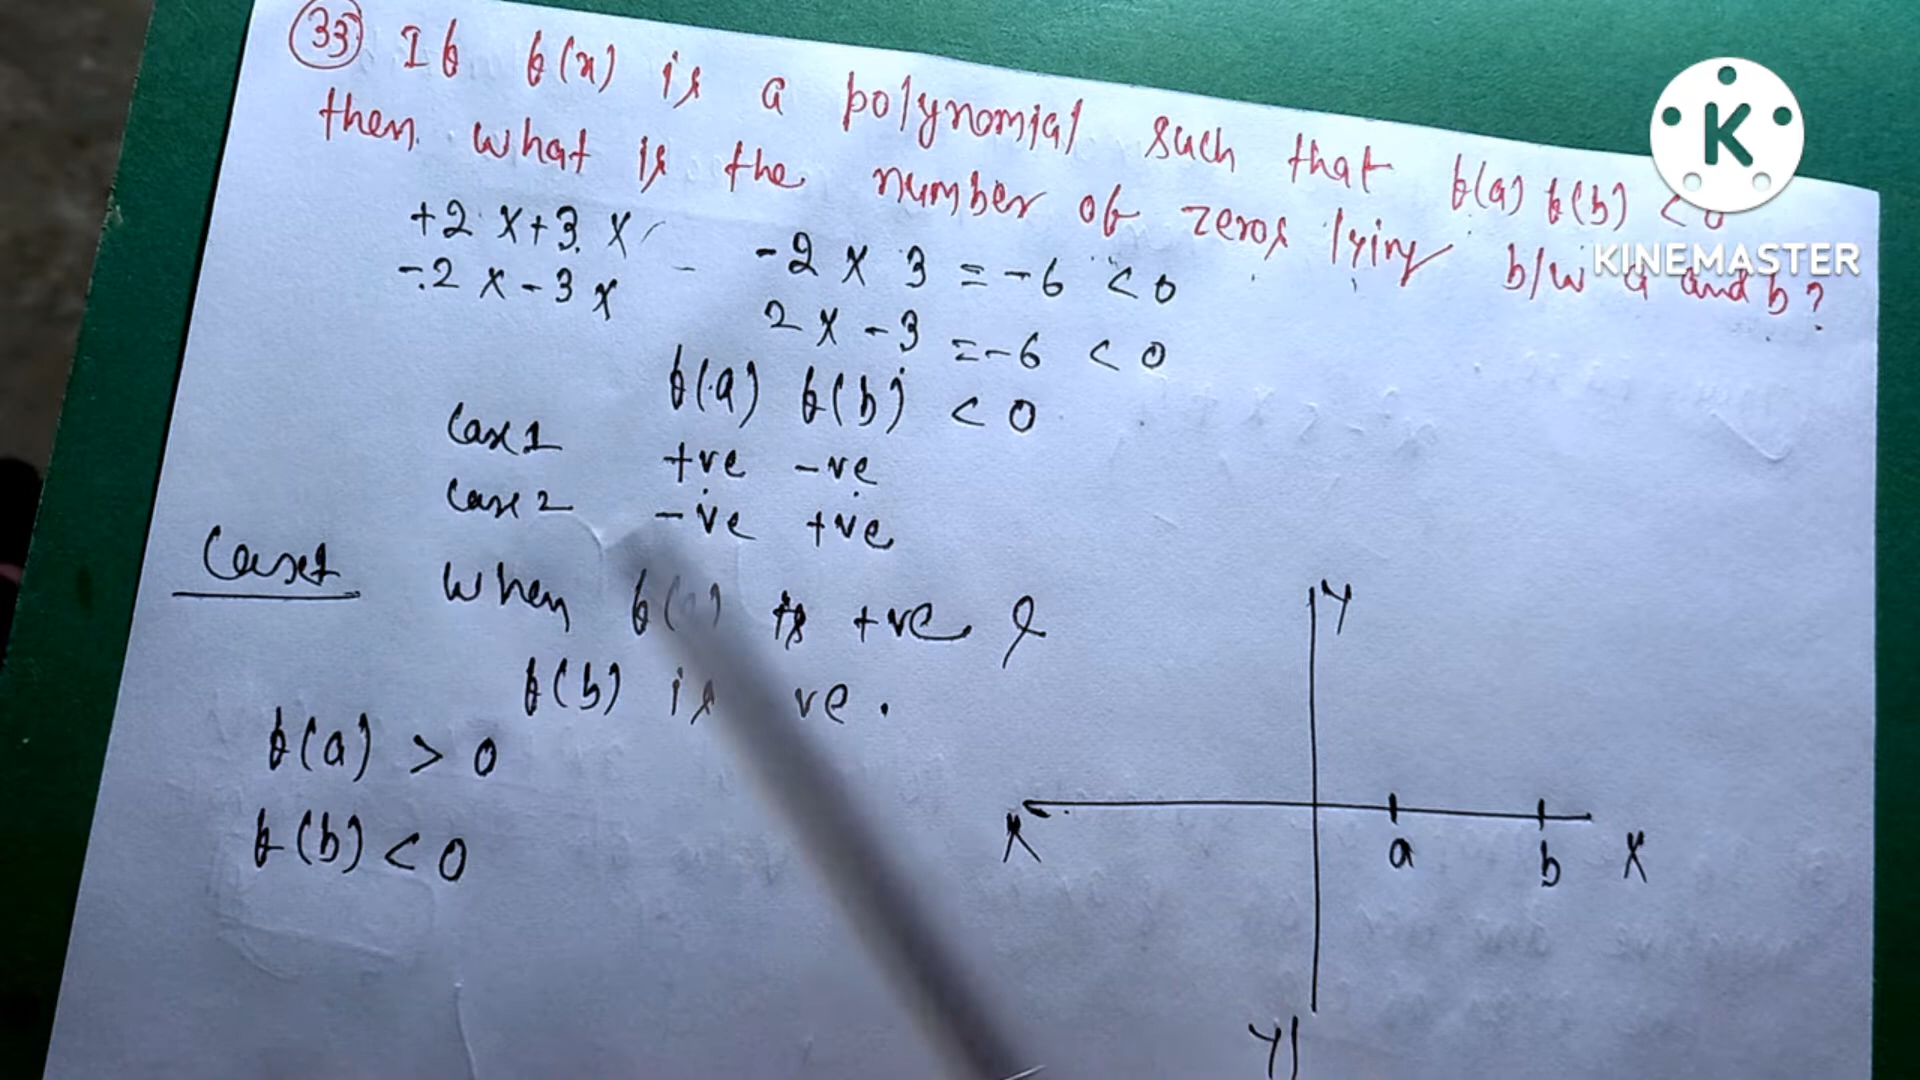 33 If f(x) is a polynomial such that f(a) f(b) < 0
then what is the number of zeros lying b/w a and b?
+2 x +3 x
-2 x -3 x
-2 x 3 = -6 < 0
2 x -3 = -6 < 0
f(a) f(b) < 0
Case 1 +ve -ve
Case 2 -ve +ve
Case 1 When f( ) is +ve &
f(b) is ve.
f(a) > 0
f(b) < 0
Y
X a b X
Y|
K
KINEMASTER